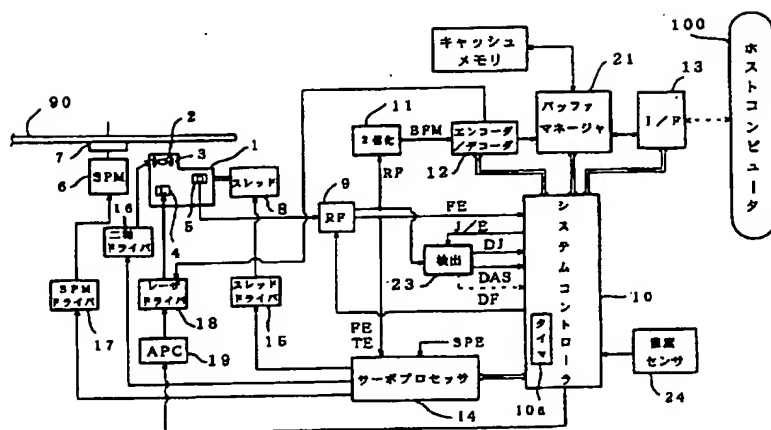 100
キャッシュ
メモリ
21
13
90
2
3
1
11
バッファ
マネージャ
I/F
ホストコンピュータ
7
2値化
EFM
エンコーダ
/デコーダ
12
6
SPM
スレッド
8
RF
9
RF
16
5
4
FE
J/E
DJ
検出
DAS
23
DF
二軸
ドライバ
SPM
ドライバ
レーザ
ドライバ
スレッド
ドライバ
システムコントローラ
10
17
18
15
FE
TE
SPE
タイマ
APC
19
サーボプロセッサ
センサ
10a
14
24